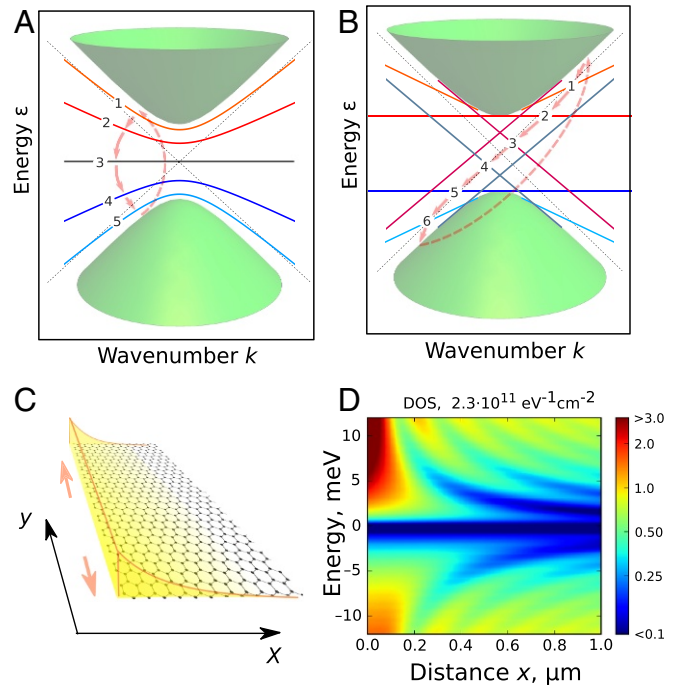 A
Energy ε
1
2
3
4
5
Wavenumber k
B
Energy ε
1
2
3
4
5
6
Wavenumber k
C
y
X
D
DOS, 2.3·10¹¹ eV⁻¹cm⁻²
Energy, meV
10
5
0
−5
−10
0.0 0.2 0.4 0.6 0.8 1.0
Distance x, μm
>3.0
2.0
1.0
0.50
0.25
<0.1